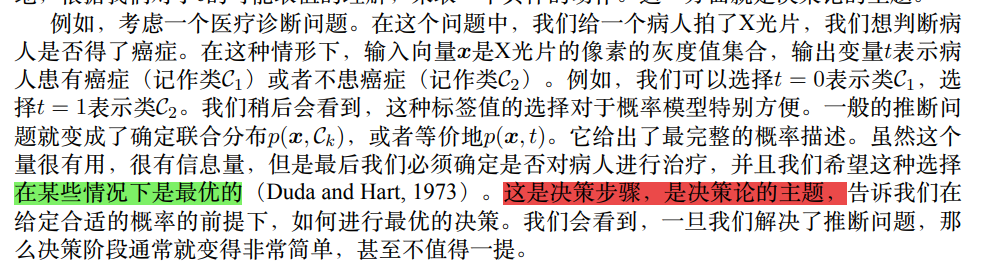 例如，考虑一个医疗诊断问题。在这个问题中，我们给一个病人拍了X光片，我们想判断病
人是否得了癌症。在这种情形下，输入向量x是X光片的像素的灰度值集合，输出变量t表示病
人患有癌症（记作类C₁）或者不患癌症（记作类C₂）。例如，我们可以选择t = 0表示类C₁，选
择t = 1表示类C₂。我们稍后会看到，这种标签值的选择对于概率模型特别方便。一般的推断问
题就变成了确定联合分布p(x, Cₖ)，或者等价地p(x, t)。它给出了最完整的概率描述。虽然这个
量很有用，很有信息量，但是最后我们必须确定是否对病人进行治疗，并且我们希望这种选择
在某些情况下是最优的（Duda and Hart, 1973）。这是决策步骤，是决策论的主题，告诉我们在
给定合适的概率的前提下，如何进行最优的决策。我们会看到，一旦我们解决了推断问题，那
么决策阶段通常就变得非常简单，甚至不值得一提。